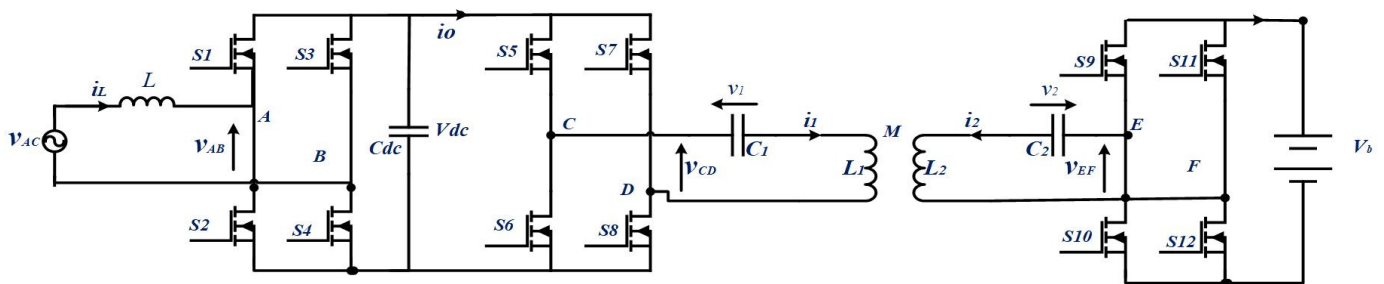 io
S1
S3
S5
S7
S9
S11
iL
L
vAC
A
vAB
B
Cdc
Vdc
C
v1
C1
i1
M
i2
v2
C2
E
vEF
F
Vb
vCD
L1
L2
D
S2
S4
S6
S8
S10
S12